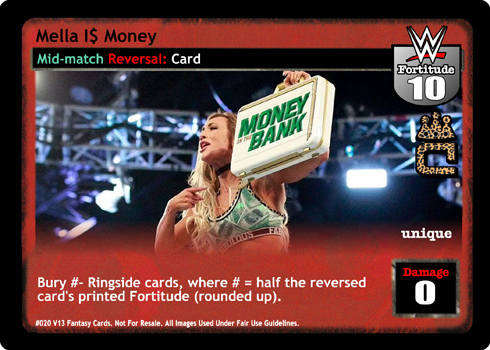 Mella I$ Money
Mid-match Reversal: Card
Fortitude
10
MONEY
IN THE
BANK
unique
Bury #- Ringside cards, where # = half the reversed
card's printed Fortitude (rounded up).
Damage
0
#020 V13 Fantasy Cards. Not For Resale. All Images Used Under Fair Use Guidelines.